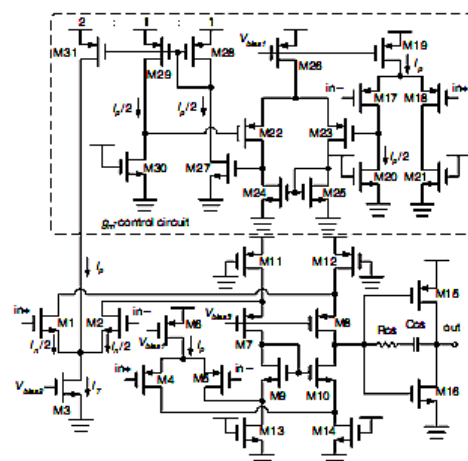 2 : 1 : 1
M31
M29
M28
Vbias1
M26
M19
Ip
in-
M17
M18
in+
Ip/2
Ip/2
M22
M23
M30
M27
Ip/2
M20
M21
M24
M25
gm-control circuit
Ip
M11
M12
M15
in+
M1
M2
in-
M6
M7
M8
Rcs
Ccs
out
In/2
In/2
Ip
in+
M4
M5
in-
M9
M10
Vbias2
IT
M3
M13
M14
M16